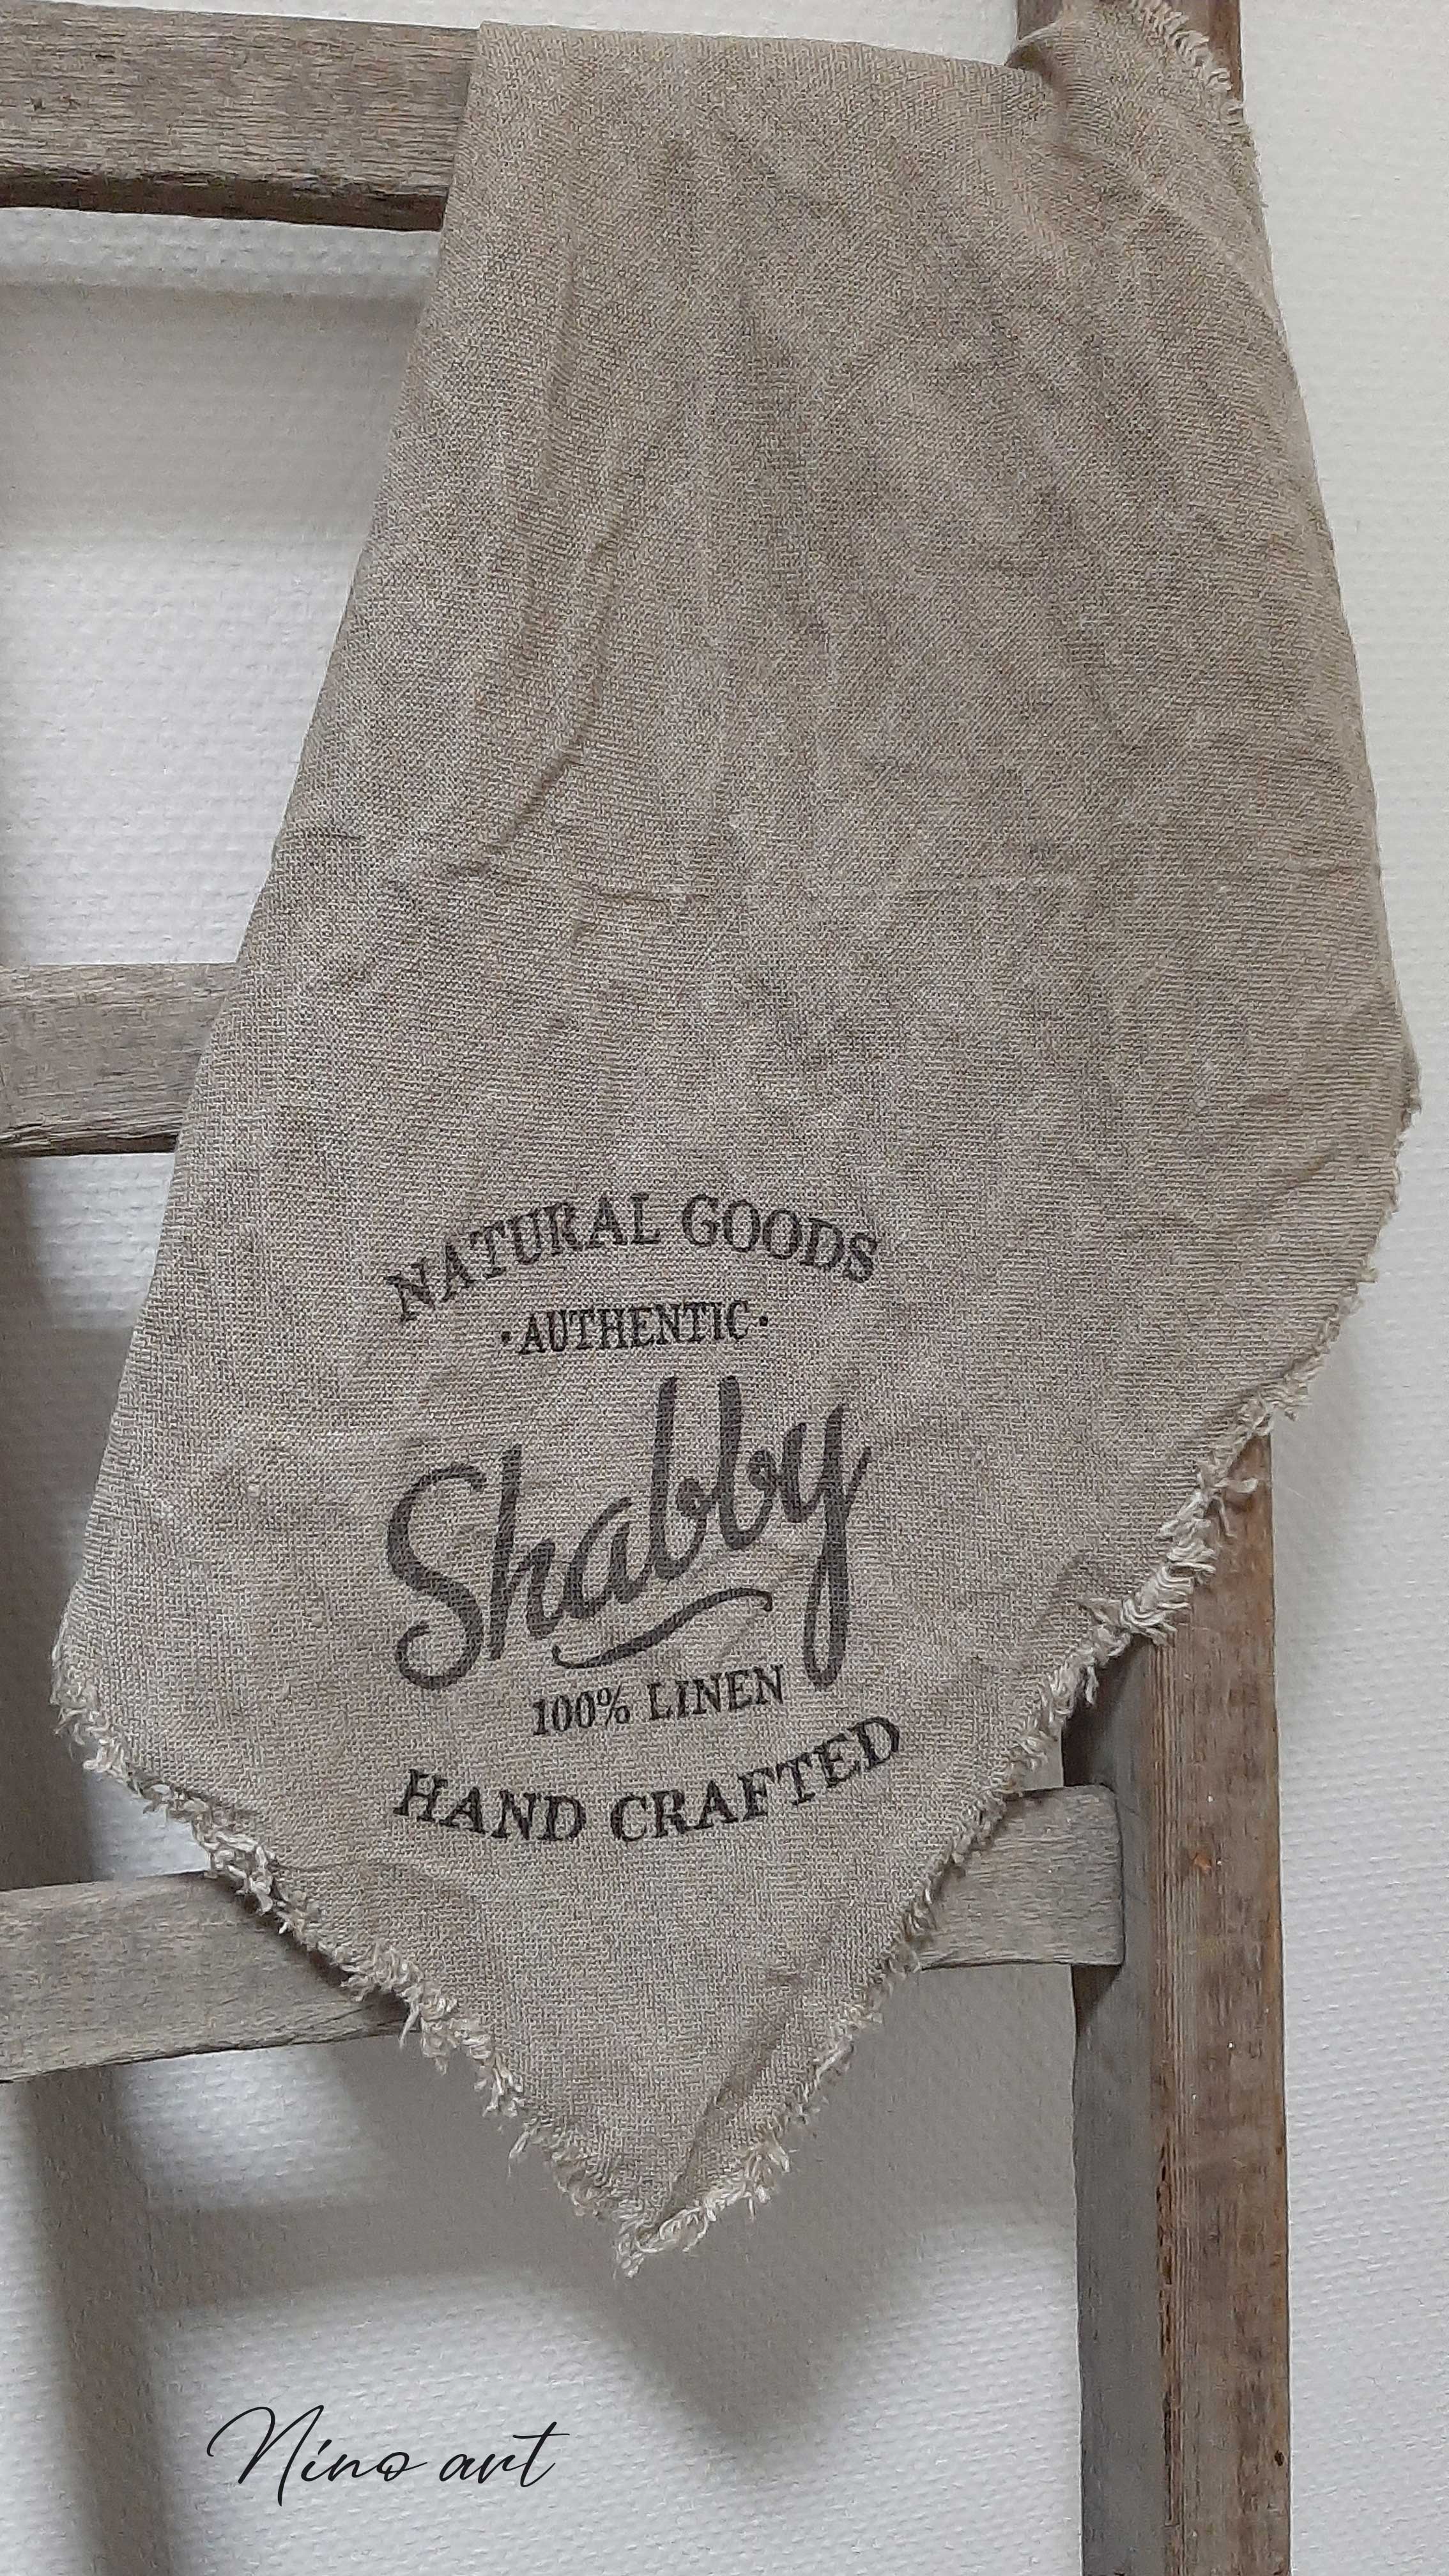 NATURAL GOODS
·AUTHENTIC·
Shabby
100% LINEN
HAND CRAFTED
Nino art